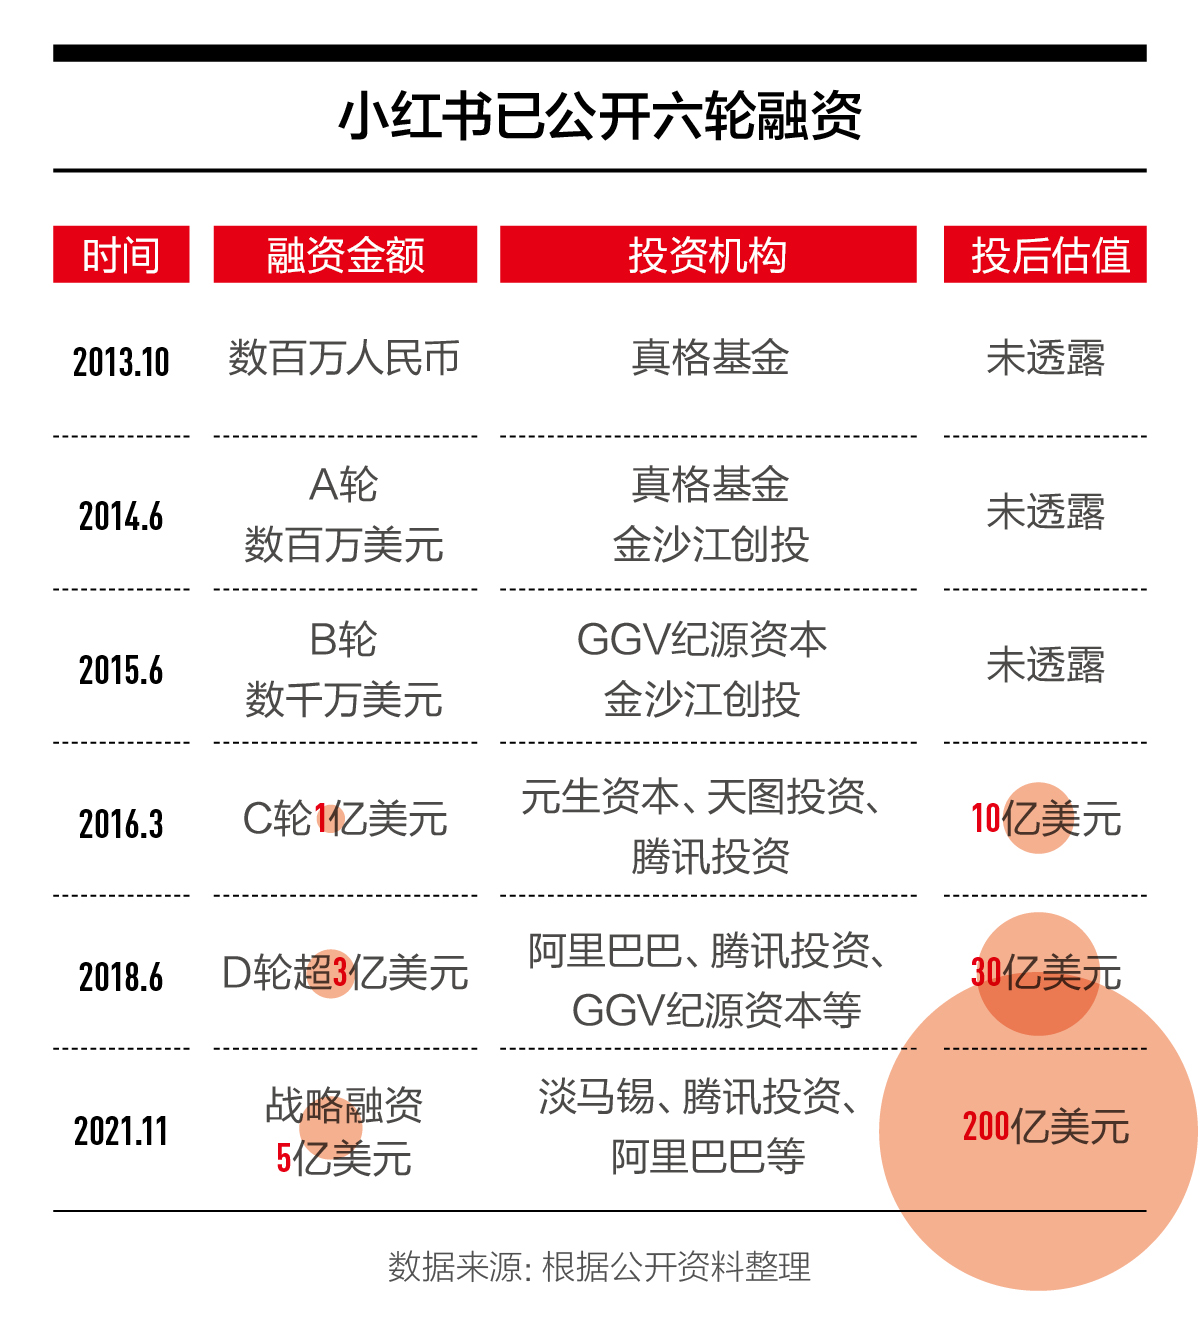 小红书已公开六轮融资
时间 融资金额 投资机构 投后估值
2013.10 数百万人民币 真格基金 未透露
2014.6
A轮
数百万美元
真格基金
金沙江创投
未透露
2015.6
B轮
数千万美元
GGV纪源资本
金沙江创投
未透露
2016.3
C轮1亿美元
元生资本、天图投资、
腾讯投资
10亿美元
2018.6
D轮超3亿美元
阿里巴巴、腾讯投资、
GGV纪源资本等
30亿美元
2021.11
战略融资
5亿美元
淡马锡、腾讯投资、
阿里巴巴等
200亿美元
数据来源：根据公开资料整理